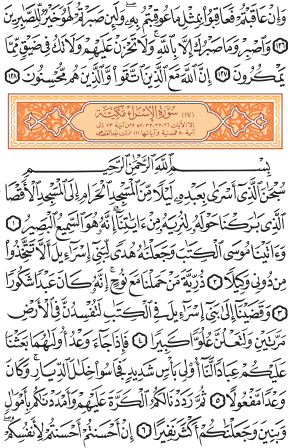 وَإِنْ عَاقَبْتُمْ فَعَاقِبُوا۟ بِمِثْلِ مَا عُوقِبْتُم بِهِۦ ۖ وَلَئِن صَبَرْتُمْ لَهُوَ خَيْرٌ لِّلصَّٰبِرِينَ
﴿١٢٦﴾ وَٱصْبِرْ وَمَا صَبْرُكَ إِلَّا بِٱللَّهِ ۚ وَلَا تَحْزَنْ عَلَيْهِمْ وَلَا تَكُ فِى ضَيْقٍ مِّمَّا
يَمْكُرُونَ ﴿١٢٧﴾ إِنَّ ٱللَّهَ مَعَ ٱلَّذِينَ ٱتَّقَوا۟ وَّٱلَّذِينَ هُم مُّحْسِنُونَ ﴿١٢٨﴾
(١٧) سُورَةُ الإِسْرَاءِ مَكِّيَّة
بِسْمِ ٱللَّهِ ٱلرَّحْمَٰنِ ٱلرَّحِيمِ
سُبْحَٰنَ ٱلَّذِىٓ أَسْرَىٰ بِعَبْدِهِۦ لَيْلًا مِّنَ ٱلْمَسْجِدِ ٱلْحَرَامِ إِلَى ٱلْمَسْجِدِ ٱلْأَقْصَا
ٱلَّذِى بَٰرَكْنَا حَوْلَهُۥ لِنُرِيَهُۥ مِنْ ءَايَٰتِنَآ ۚ إِنَّهُۥ هُوَ ٱلسَّمِيعُ ٱلْبَصِيرُ ﴿١﴾
وَءَاتَيْنَا مُوسَى ٱلْكِتَٰبَ وَجَعَلْنَٰهُ هُدًى لِّبَنِىٓ إِسْرَٰٓءِيلَ أَلَّا تَتَّخِذُوا۟
مِن دُونِى وَكِيلًا ﴿٢﴾ ذُرِّيَّةَ مَنْ حَمَلْنَا مَعَ نُوحٍ ۚ إِنَّهُۥ كَانَ عَبْدًا شَكُورًا
﴿٣﴾ وَقَضَيْنَآ إِلَىٰ بَنِىٓ إِسْرَٰٓءِيلَ فِى ٱلْكِتَٰبِ لَتُفْسِدُنَّ فِى ٱلْأَرْضِ
مَرَّتَيْنِ وَلَتَعْلُنَّ عُلُوًّا كَبِيرًا ﴿٤﴾ فَإِذَا جَآءَ وَعْدُ أُولَىٰهُمَا بَعَثْنَا
عَلَيْكُمْ عِبَادًا لَّنَآ أُو۟لِى بَأْسٍ شَدِيدٍ فَجَاسُوا۟ خِلَٰلَ ٱلدِّيَارِ ۚ وَكَانَ
وَعْدًا مَّفْعُولًا ﴿٥﴾ ثُمَّ رَدَدْنَا لَكُمُ ٱلْكَرَّةَ عَلَيْهِمْ وَأَمْدَدْنَٰكُم بِأَمْوَٰلٍ
وَبَنِينَ وَجَعَلْنَٰكُمْ أَكْثَرَ نَفِيرًا ﴿٦﴾ إِنْ أَحْسَنتُمْ أَحْسَنتُمْ لِأَنفُسِكُمْ